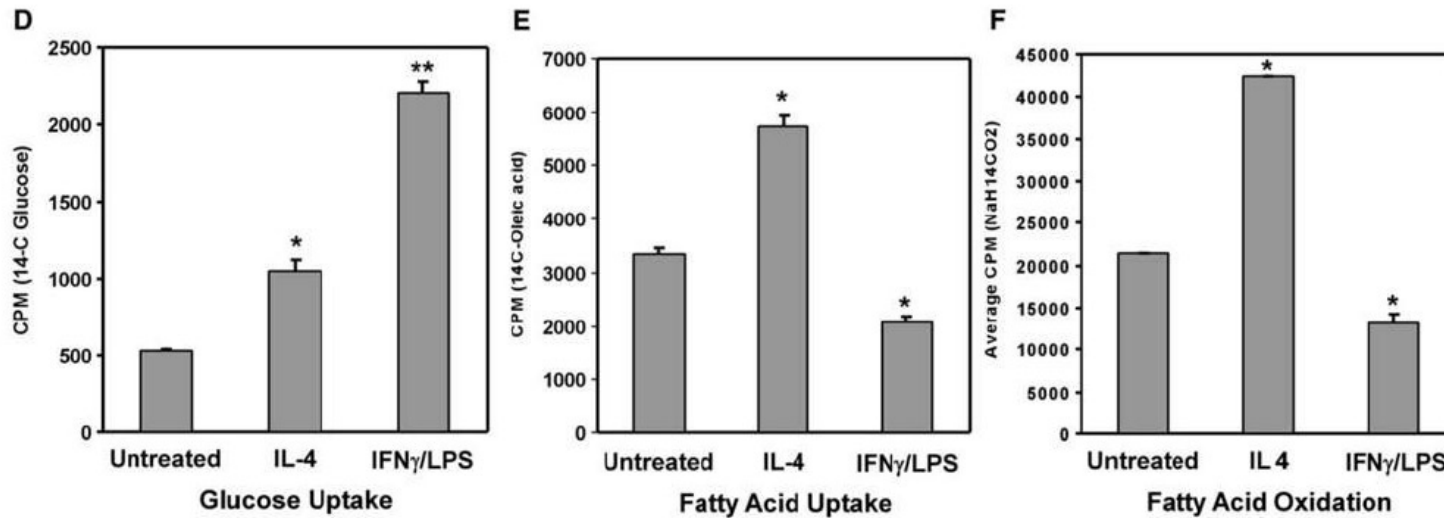 D
2500
2000
1500
1000
500
0
CPM (14-C Glucose)
*
**
Untreated
IL-4
IFNγ/LPS
Glucose Uptake
E
7000
6000
5000
4000
3000
2000
1000
0
CPM (14C-Oleic acid)
*
*
Untreated
IL-4
IFNγ/LPS
Fatty Acid Uptake
F
45000
40000
35000
30000
25000
20000
15000
10000
5000
0
Average CPM (NaH14CO2)
*
*
Untreated
IL 4
IFNγ/LPS
Fatty Acid Oxidation